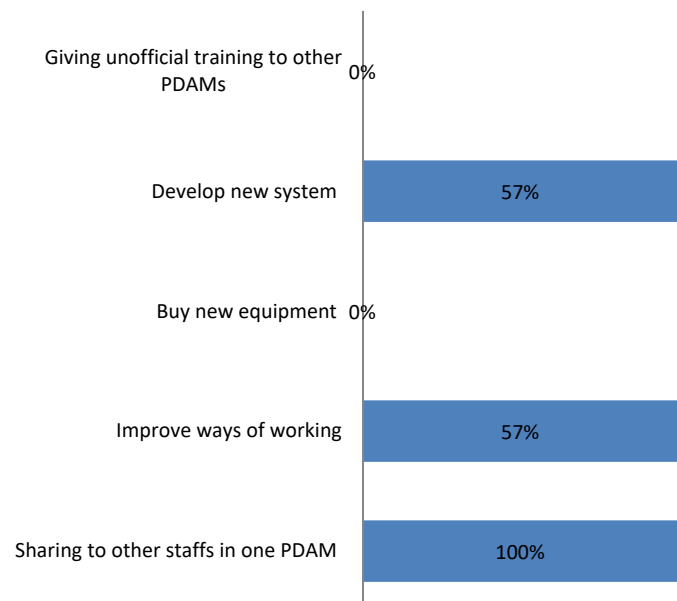 Giving unofficial training to other
PDAMs
0%
Develop new system
57%
Buy new equipment
0%
Improve ways of working
57%
Sharing to other staffs in one PDAM
100%